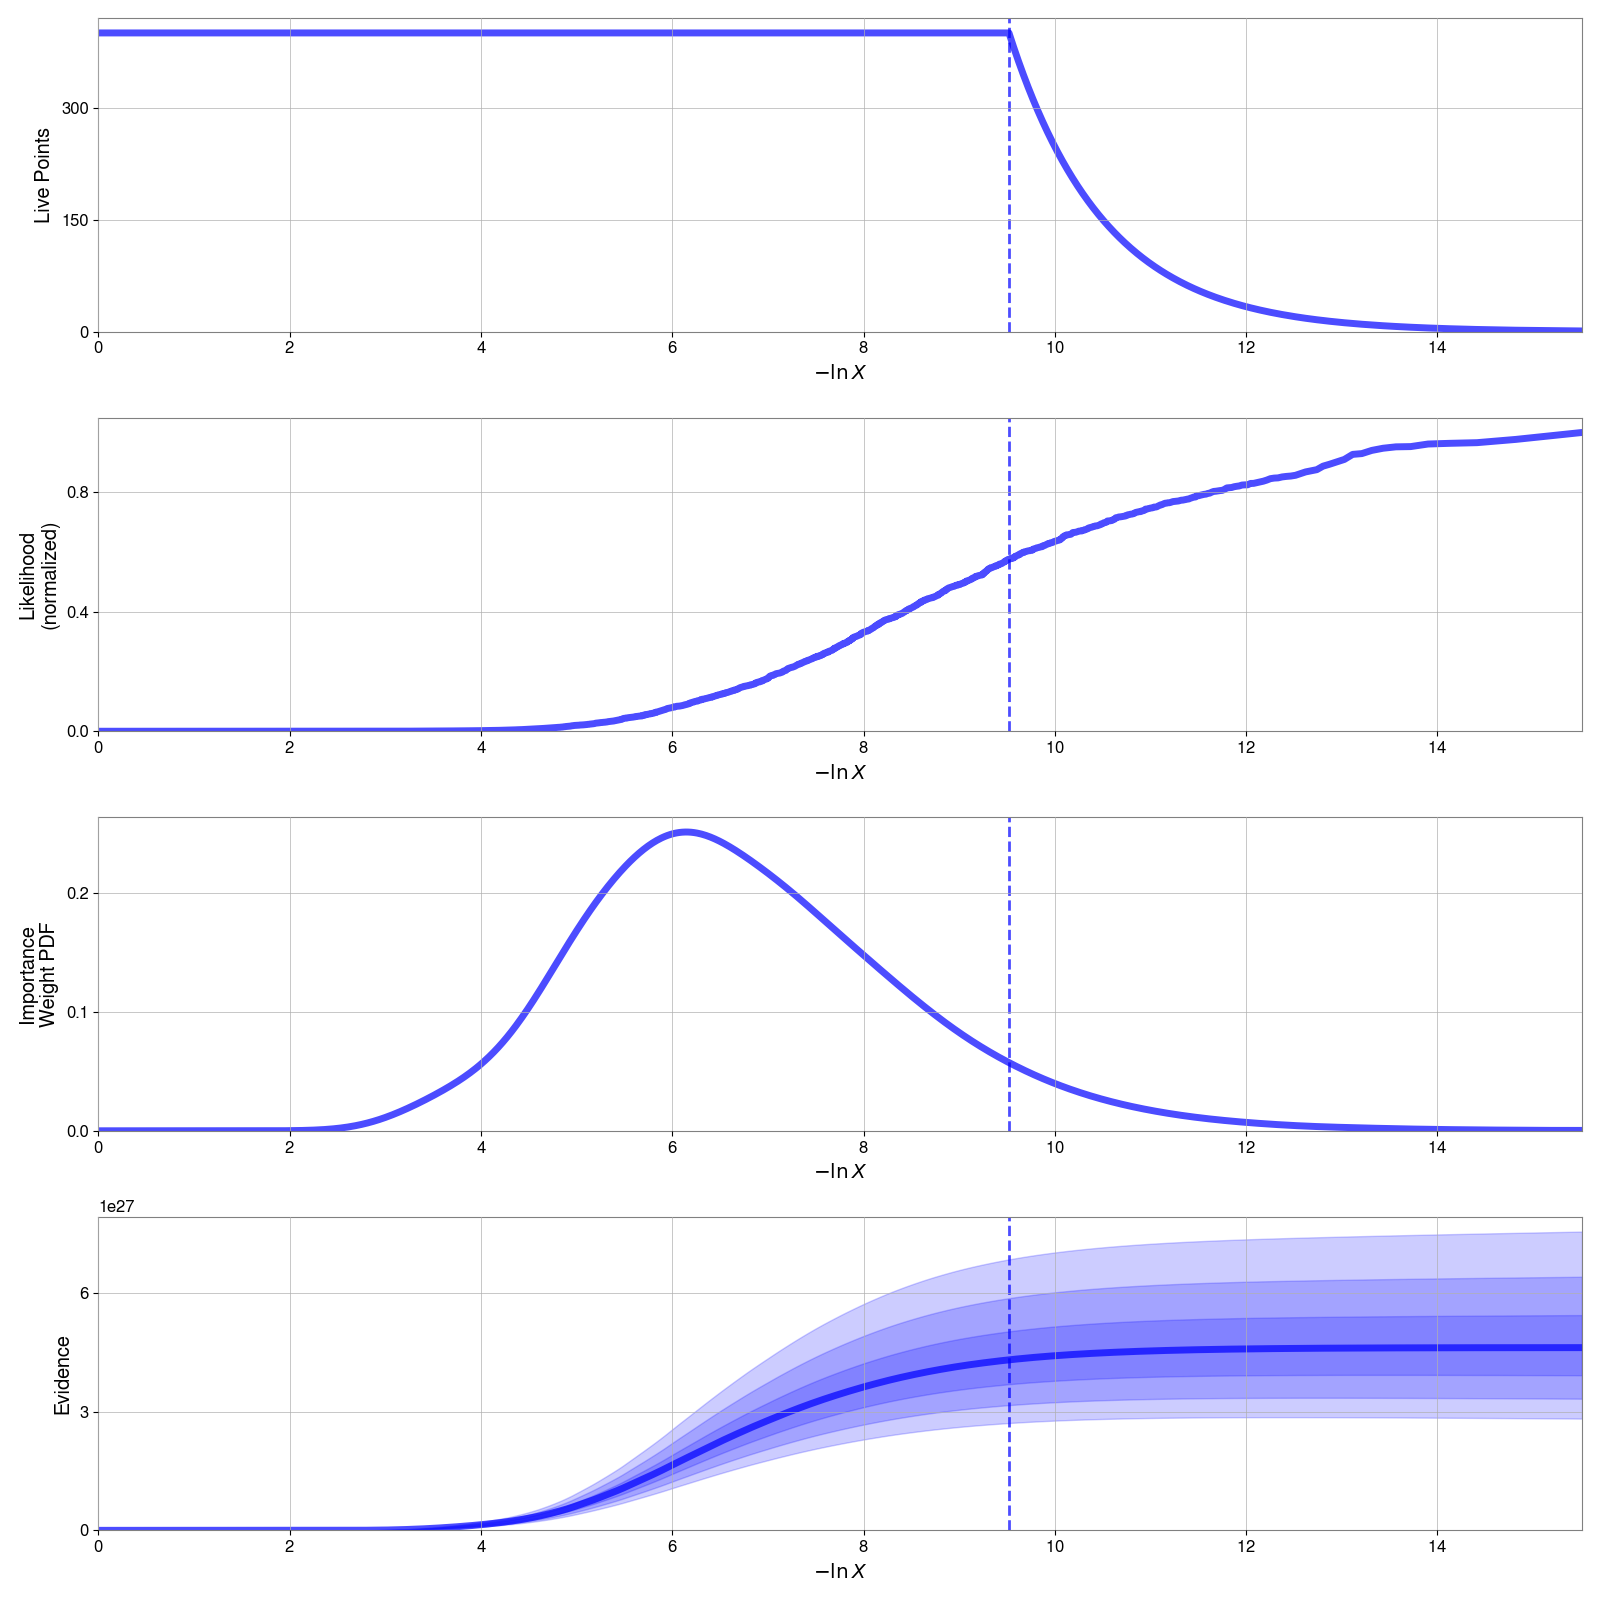 300
150
0
Live Points
0 2 4 6 8 10 12 14
−ln X
0.8
0.4
0.0
Likelihood
(normalized)
0 2 4 6 8 10 12 14
−ln X
0.2
0.1
0.0
Importance
Weight PDF
0 2 4 6 8 10 12 14
−ln X
1e27
6
3
0
Evidence
0 2 4 6 8 10 12 14
−ln X